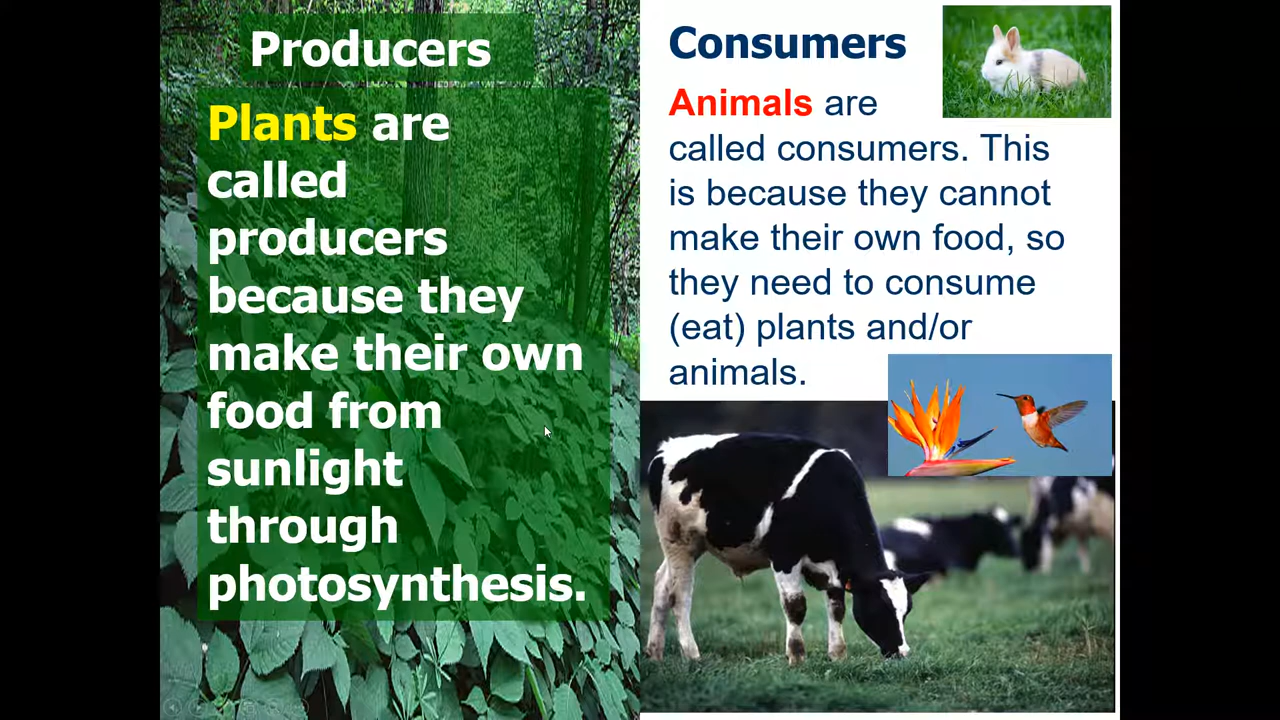 Producers
Plants are
called
producers
because they
make their own
food from
sunlight
through
photosynthesis.
Consumers
Animals are
called consumers. This
is because they cannot
make their own food, so
they need to consume
(eat) plants and/or
animals.